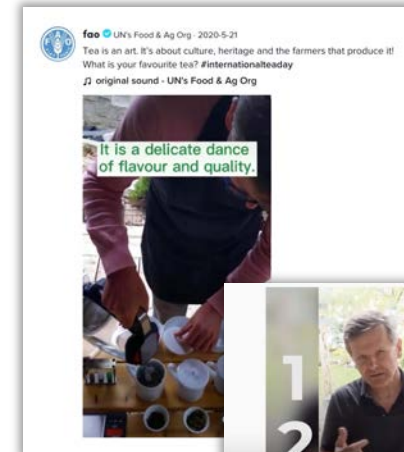 fao UN's Food & Ag Org · 2020-5-21
Tea is an art. It's about culture, heritage and the farmers that produce it!
What is your favourite tea? #internationalteaday
♫ original sound - UN's Food & Ag Org
It is a delicate dance
of flavour and quality.
1
2